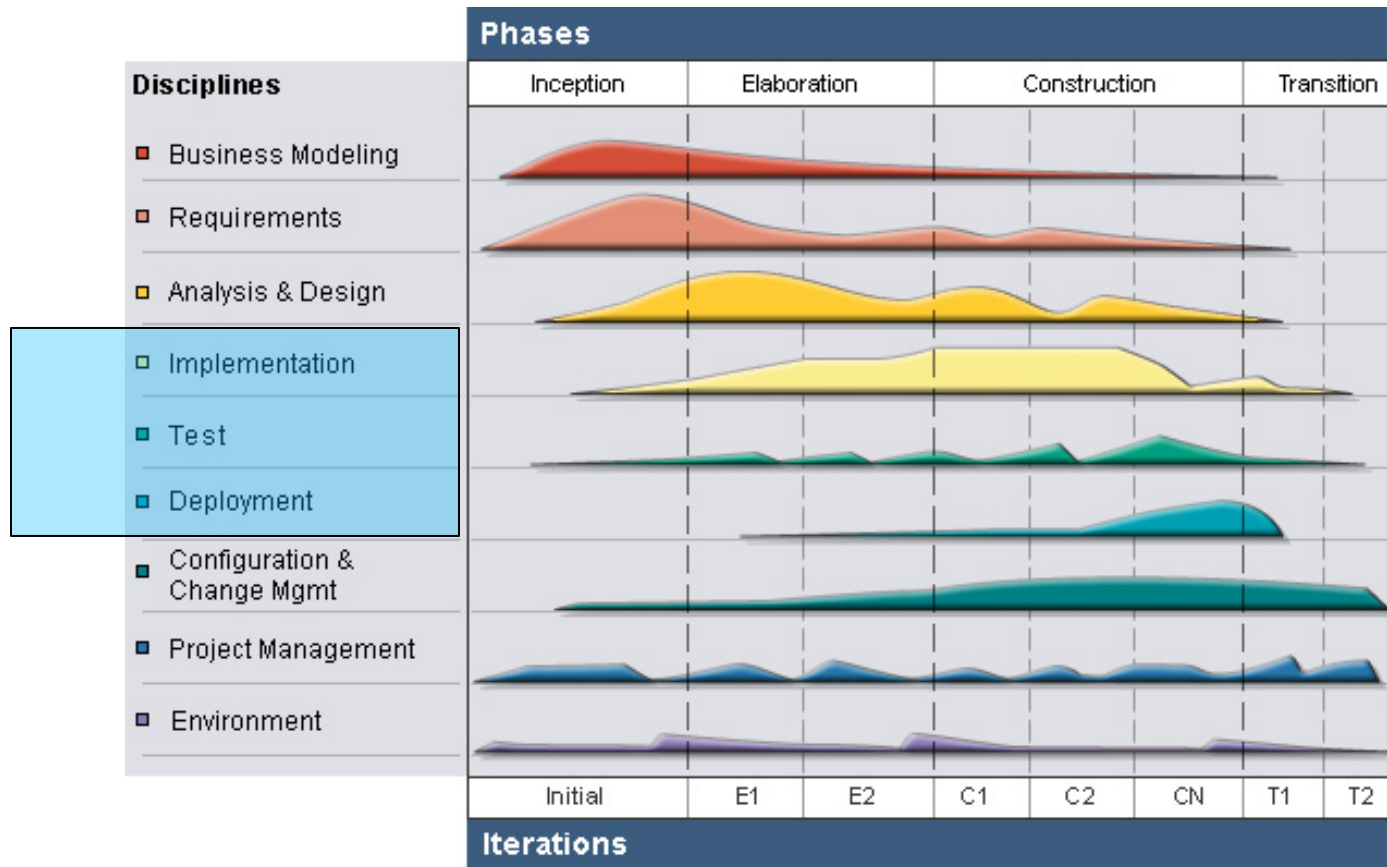 Phases
Disciplines
Inception
Elaboration
Construction
Transition
Business Modeling
Requirements
Analysis & Design
Implementation
Test
Deployment
Configuration &
Change Mgmt
Project Management
Environment
Initial
E1
E2
C1
C2
CN
T1
T2
Iterations